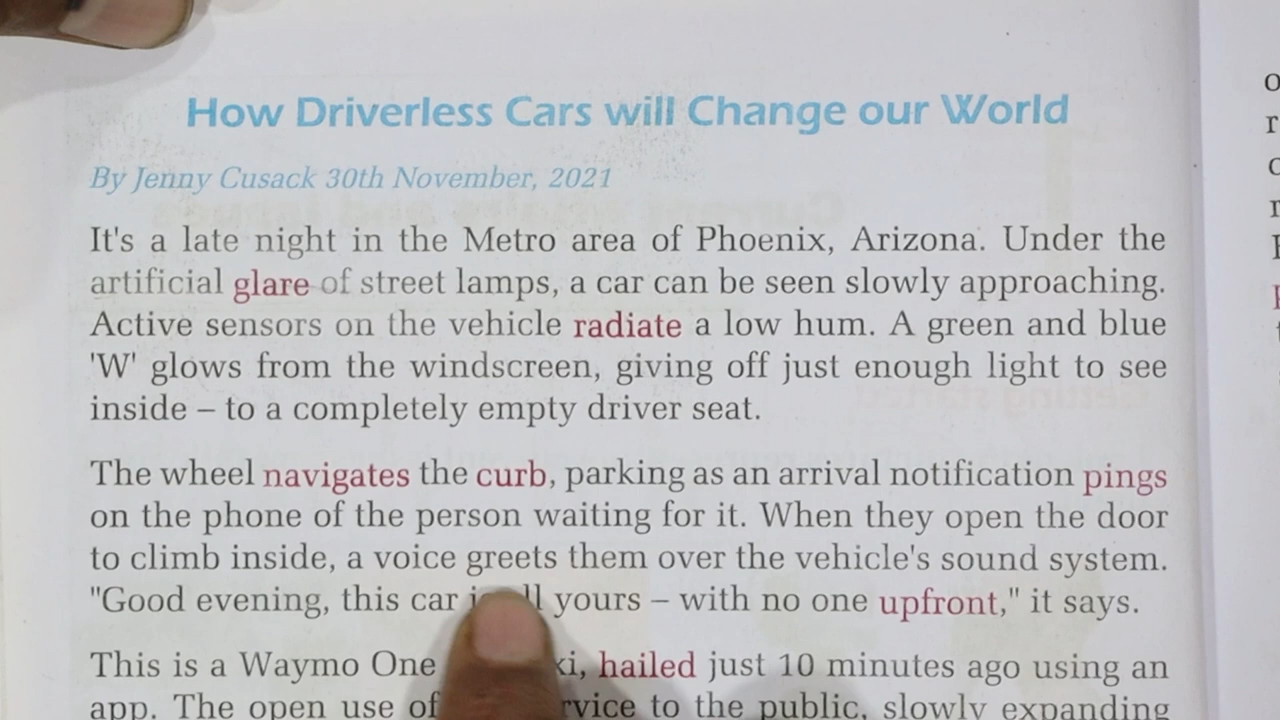 How Driverless Cars will Change our World
By Jenny Cusack 30th November, 2021
It's a late night in the Metro area of Phoenix, Arizona. Under the
artificial glare of street lamps, a car can be seen slowly approaching.
Active sensors on the vehicle radiate a low hum. A green and blue
'W' glows from the windscreen, giving off just enough light to see
inside – to a completely empty driver seat.
The wheel navigates the curb, parking as an arrival notification pings
on the phone of the person waiting for it. When they open the door
to climb inside, a voice greets them over the vehicle's sound system.
"Good evening, this car yours – with no one upfront," it says.
This is a Waymo One hailed just 10 minutes ago using an
app. The open use of to the public, slowly expanding